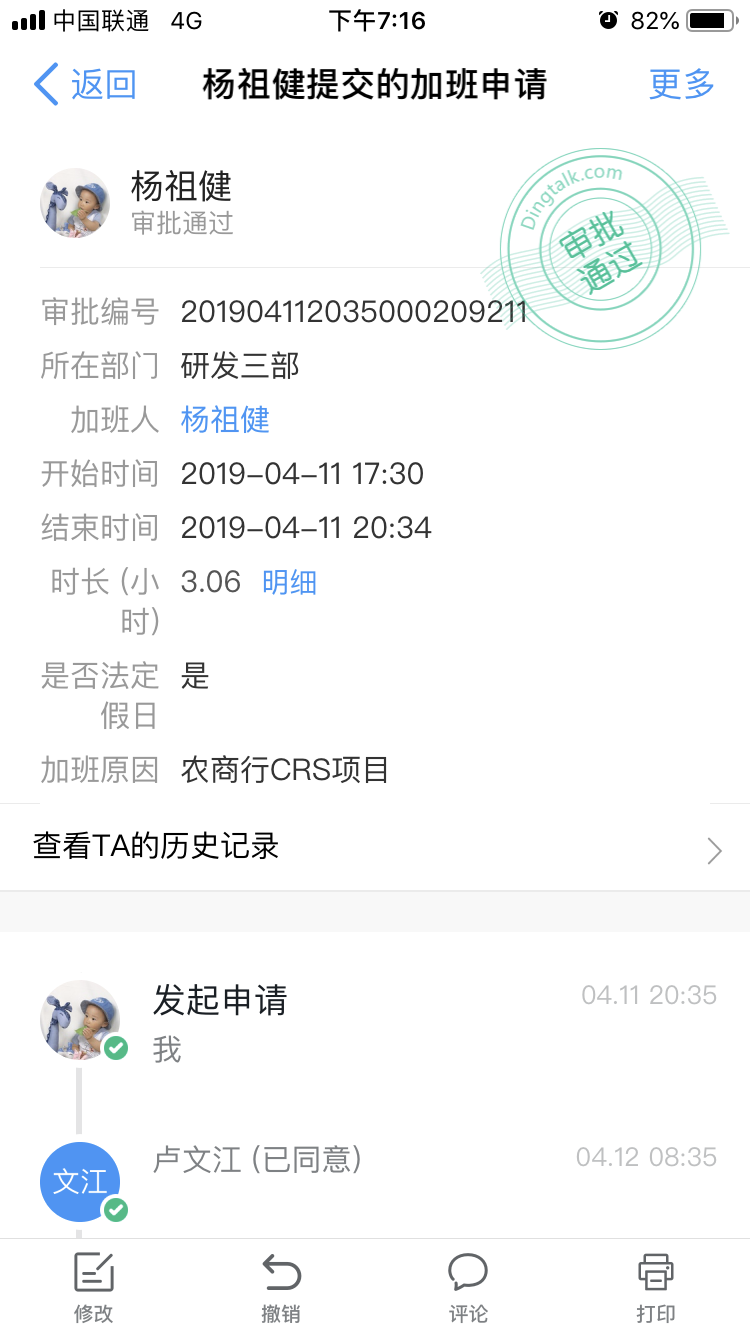 中国联通 4G 下午7:16 82%
返回 杨祖健提交的加班申请 更多
杨祖健
审批通过
Dingtalk.com
审批
通过
审批编号 201904112035000209211
所在部门 研发三部
加班人 杨祖健
开始时间 2019-04-11 17:30
结束时间 2019-04-11 20:34
时长 (小 3.06 明细
时)
是否法定 是
假日
加班原因 农商行CRS项目
查看TA的历史记录
发起申请 04.11 20:35
我
文江 卢文江 (已同意) 04.12 08:35
修改 撤销 评论 打印